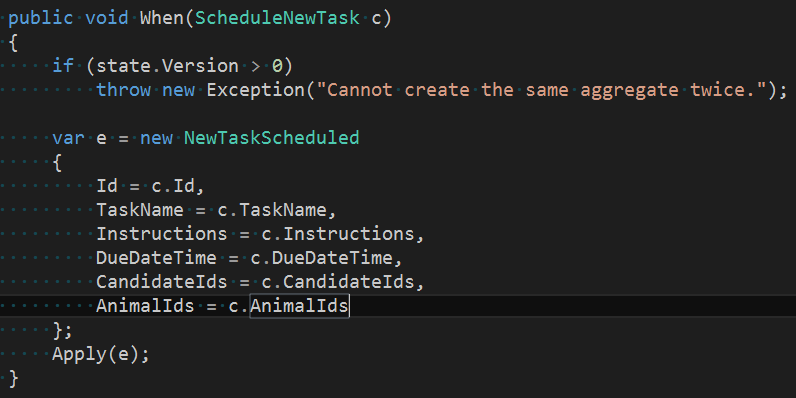 public void When(ScheduleNewTask c)
{
    if (state.Version > 0)
        throw new Exception("Cannot create the same aggregate twice.");

    var e = new NewTaskScheduled
    {
        Id = c.Id,
        TaskName = c.TaskName,
        Instructions = c.Instructions,
        DueDateTime = c.DueDateTime,
        CandidateIds = c.CandidateIds,
        AnimalIds = c.AnimalIds
    };
    Apply(e);
}